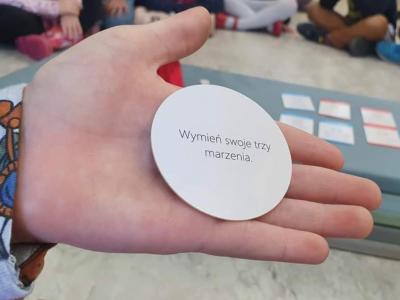 Wymień swoje trzy
marzenia.